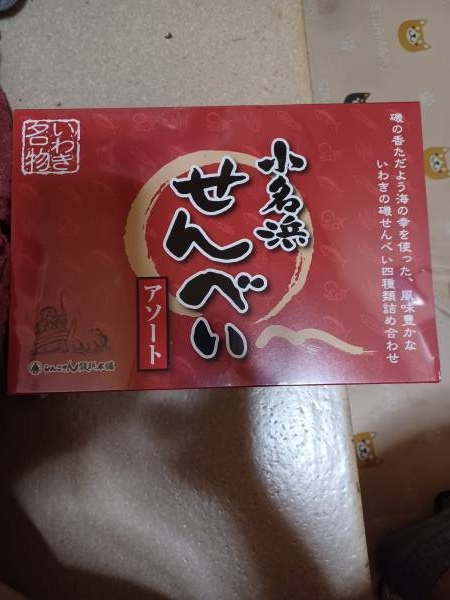 磯の香ただよう海の幸を使った、風味豊かな
いわきの磯せんべい四種類詰め合わせ
小名浜
せんべい
アソート
いわき
名物